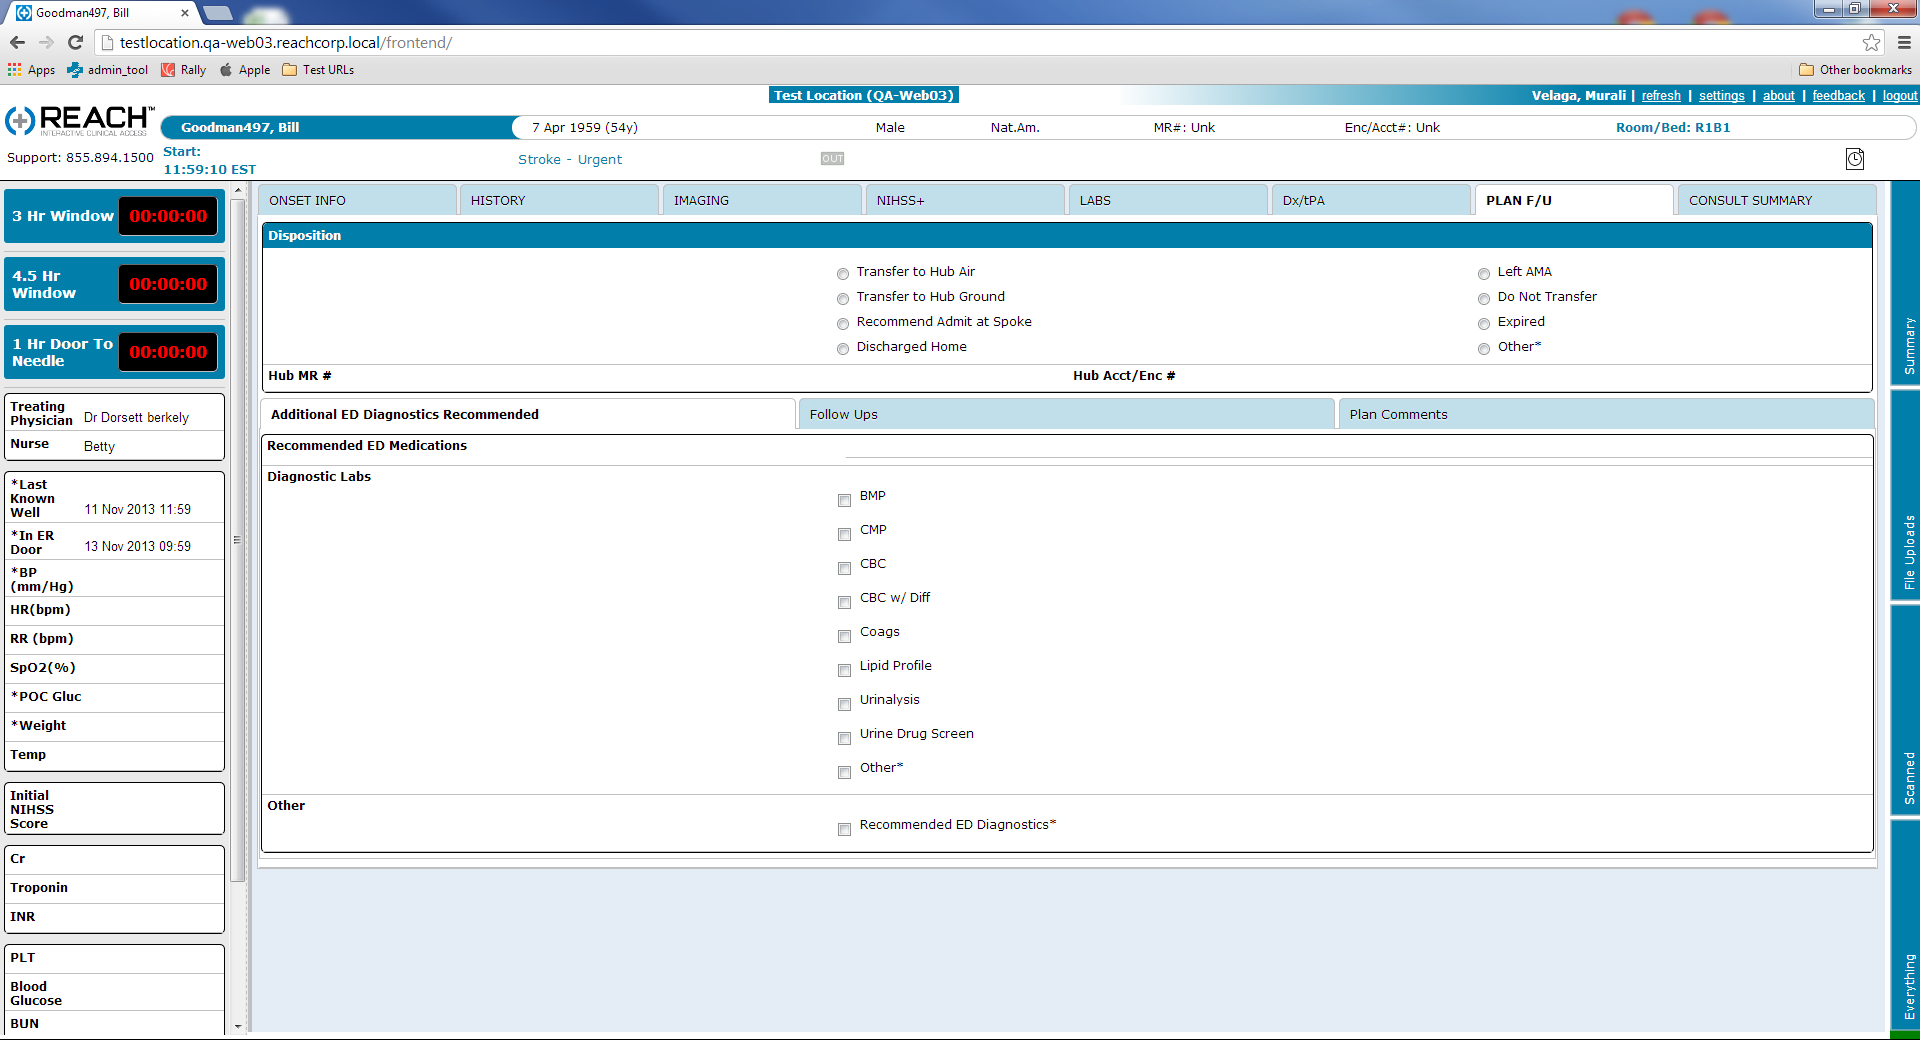 Goodman497, Bill
testlocation.qa-web03.reachcorp.local/frontend/
Apps admin_tool Rally Apple Test URLs Other bookmarks
Test Location (QA-Web03)
Velaga, Murali | refresh | settings | about | feedback | logout
REACH™
INTERACTIVE CLINICAL ACCESS
Goodman497, Bill 7 Apr 1959 (54y) Male Nat.Am. MR#: Unk Enc/Acct#: Unk Room/Bed: R1B1
Support: 855.894.1500
Start:
11:59:10 EST
Stroke - Urgent
OUT
3 Hr Window 00:00:00
4.5 Hr
Window
00:00:00
1 Hr Door To
Needle
00:00:00
Treating
Physician
Dr Dorsett berkely
Nurse
Betty
*Last
Known
Well
11 Nov 2013 11:59
*In ER
Door
13 Nov 2013 09:59
*BP
(mm/Hg)
HR(bpm)
RR (bpm)
SpO2(%)
*POC Gluc
*Weight
Temp
Initial
NIHSS
Score
Cr
Troponin
INR
PLT
Blood
Glucose
BUN
ONSET INFO HISTORY IMAGING NIHSS+ LABS Dx/tPA PLAN F/U CONSULT SUMMARY
Disposition
Transfer to Hub Air Left AMA
Transfer to Hub Ground Do Not Transfer
Recommend Admit at Spoke Expired
Discharged Home Other*
Hub MR # Hub Acct/Enc #
Additional ED Diagnostics Recommended Follow Ups Plan Comments
Recommended ED Medications
Diagnostic Labs
BMP
CMP
CBC
CBC w/ Diff
Coags
Lipid Profile
Urinalysis
Urine Drug Screen
Other*
Other
Recommended ED Diagnostics*
Summary
File Uploads
Scanned
Everything